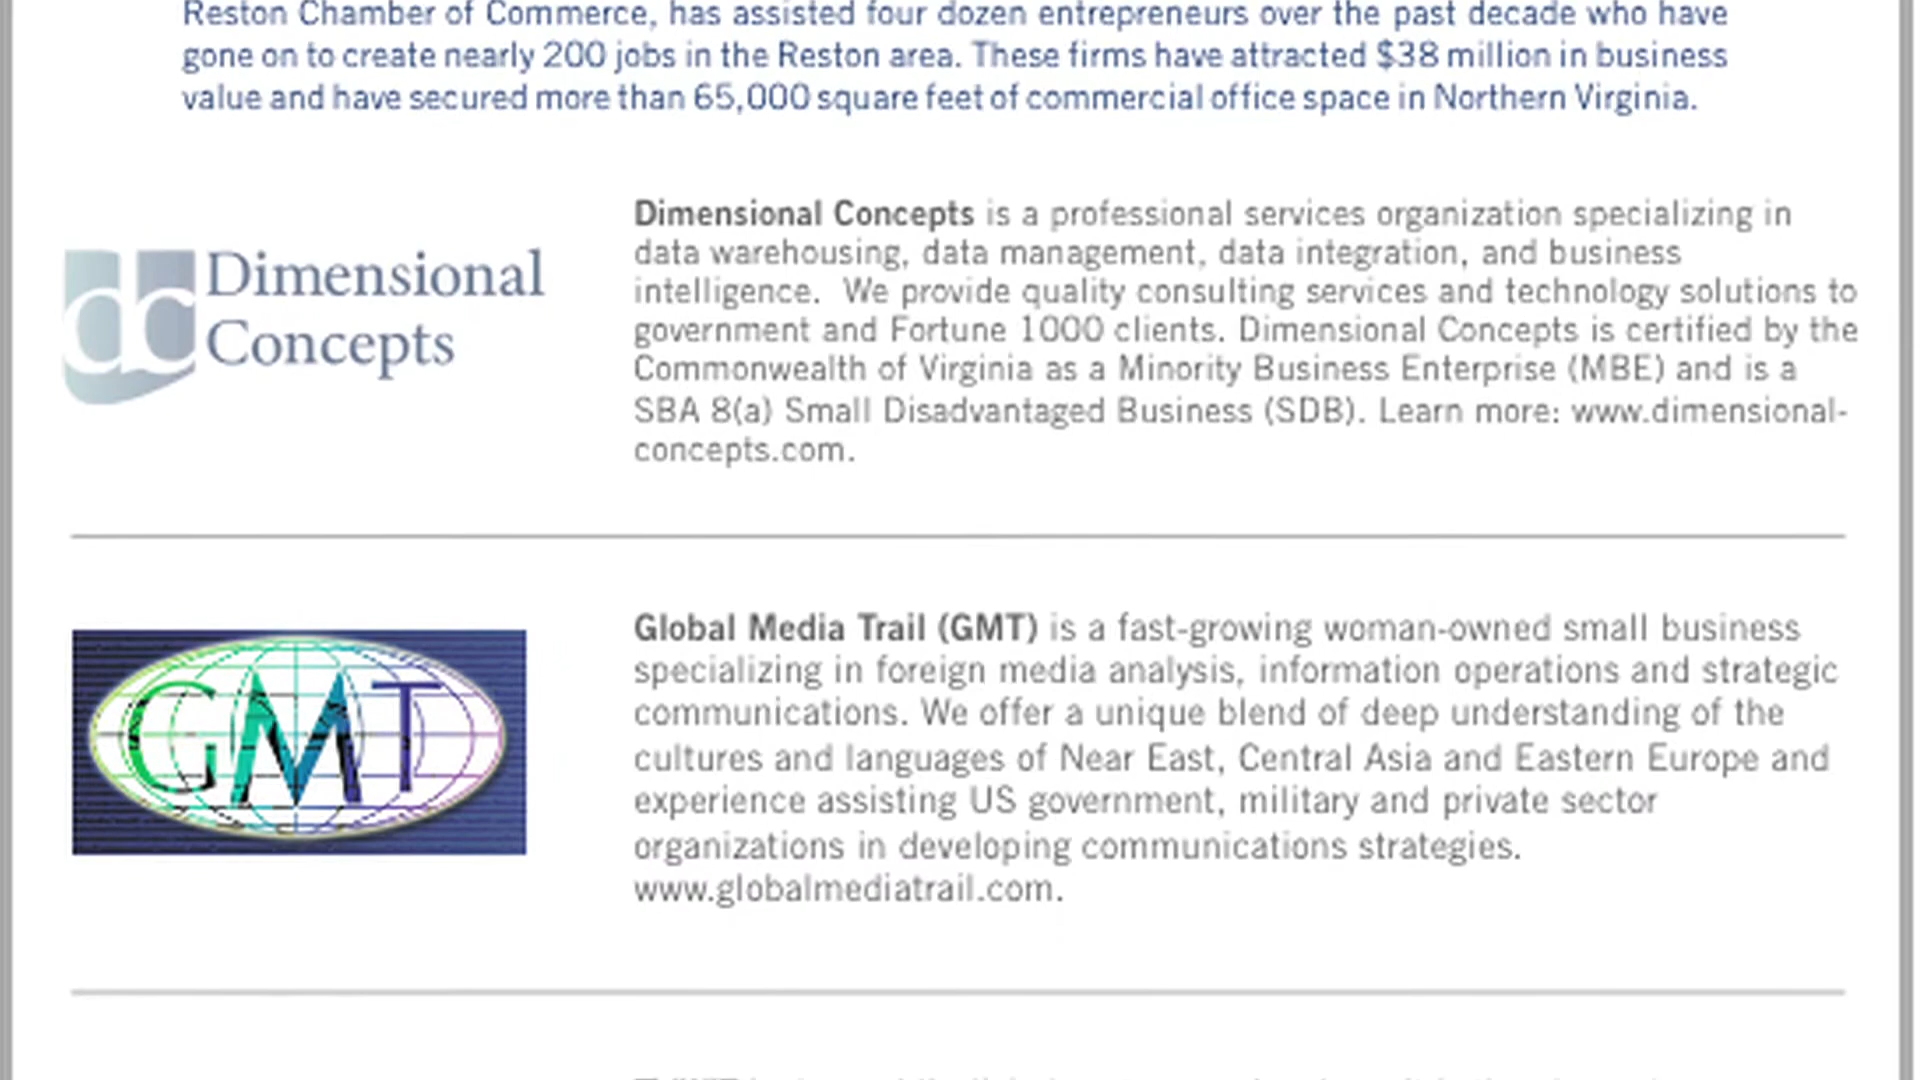 Reston Chamber of Commerce, has assisted four dozen entrepreneurs over the past decade who have
gone on to create nearly 200 jobs in the Reston area. These firms have attracted $38 million in business
value and have secured more than 65,000 square feet of commercial office space in Northern Virginia.
dc Dimensional
Concepts
Dimensional Concepts is a professional services organization specializing in
data warehousing, data management, data integration, and business
intelligence.  We provide quality consulting services and technology solutions to
government and Fortune 1000 clients. Dimensional Concepts is certified by the
Commonwealth of Virginia as a Minority Business Enterprise (MBE) and is a
SBA 8(a) Small Disadvantaged Business (SDB). Learn more: www.dimensional-
concepts.com.
GMT
Global Media Trail (GMT) is a fast-growing woman-owned small business
specializing in foreign media analysis, information operations and strategic
communications. We offer a unique blend of deep understanding of the
cultures and languages of Near East, Central Asia and Eastern Europe and
experience assisting US government, military and private sector
organizations in developing communications strategies.
www.globalmediatrail.com.